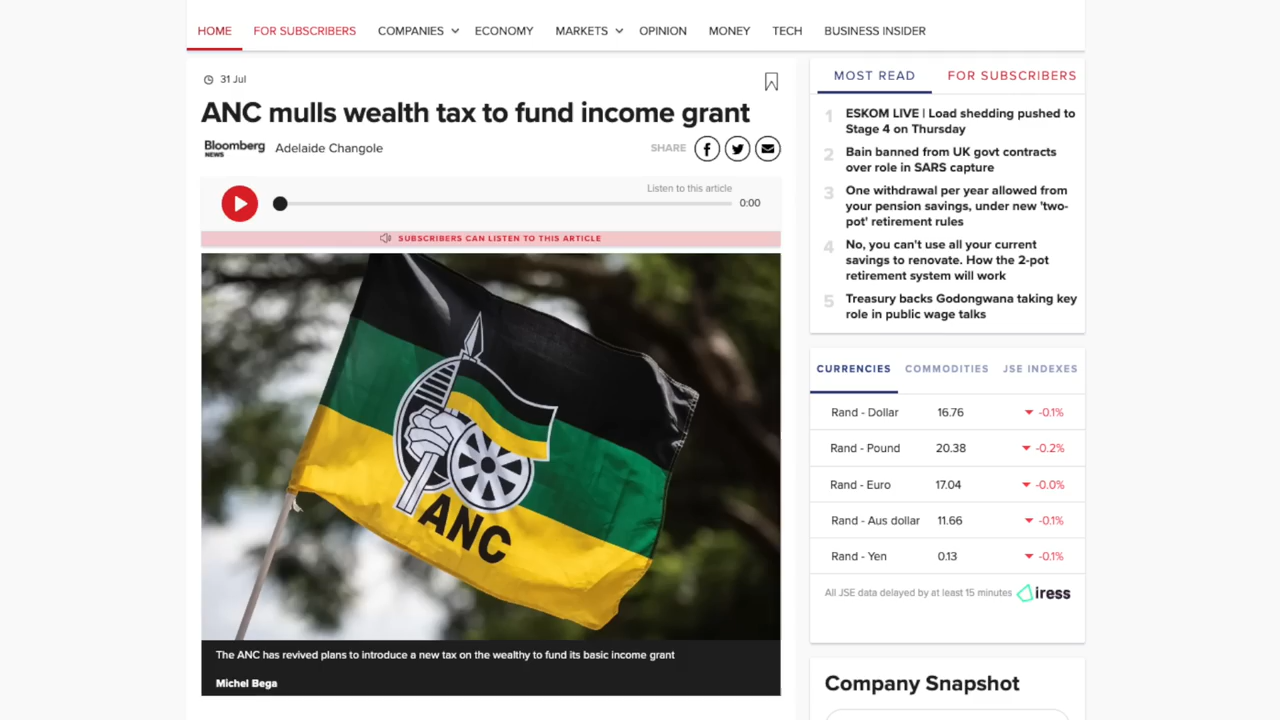 HOME FOR SUBSCRIBERS COMPANIES ECONOMY MARKETS OPINION MONEY TECH BUSINESS INSIDER
31 Jul
ANC mulls wealth tax to fund income grant
Bloomberg
NEWS
Adelaide Changole
SHARE
Listen to this article
0:00
SUBSCRIBERS CAN LISTEN TO THIS ARTICLE
ANC
The ANC has revived plans to introduce a new tax on the wealthy to fund its basic income grant
Michel Bega
MOST READ FOR SUBSCRIBERS
1 ESKOM LIVE | Load shedding pushed to
Stage 4 on Thursday
2 Bain banned from UK govt contracts
over role in SARS capture
3 One withdrawal per year allowed from
your pension savings, under new 'two-
pot' retirement rules
4 No, you can't use all your current
savings to renovate. How the 2-pot
retirement system will work
5 Treasury backs Godongwana taking key
role in public wage talks
CURRENCIES COMMODITIES JSE INDEXES
Rand - Dollar 16.76 -0.1%
Rand - Pound 20.38 -0.2%
Rand - Euro 17.04 -0.0%
Rand - Aus dollar 11.66 -0.1%
Rand - Yen 0.13 -0.1%
All JSE data delayed by at least 15 minutes iress
Company Snapshot